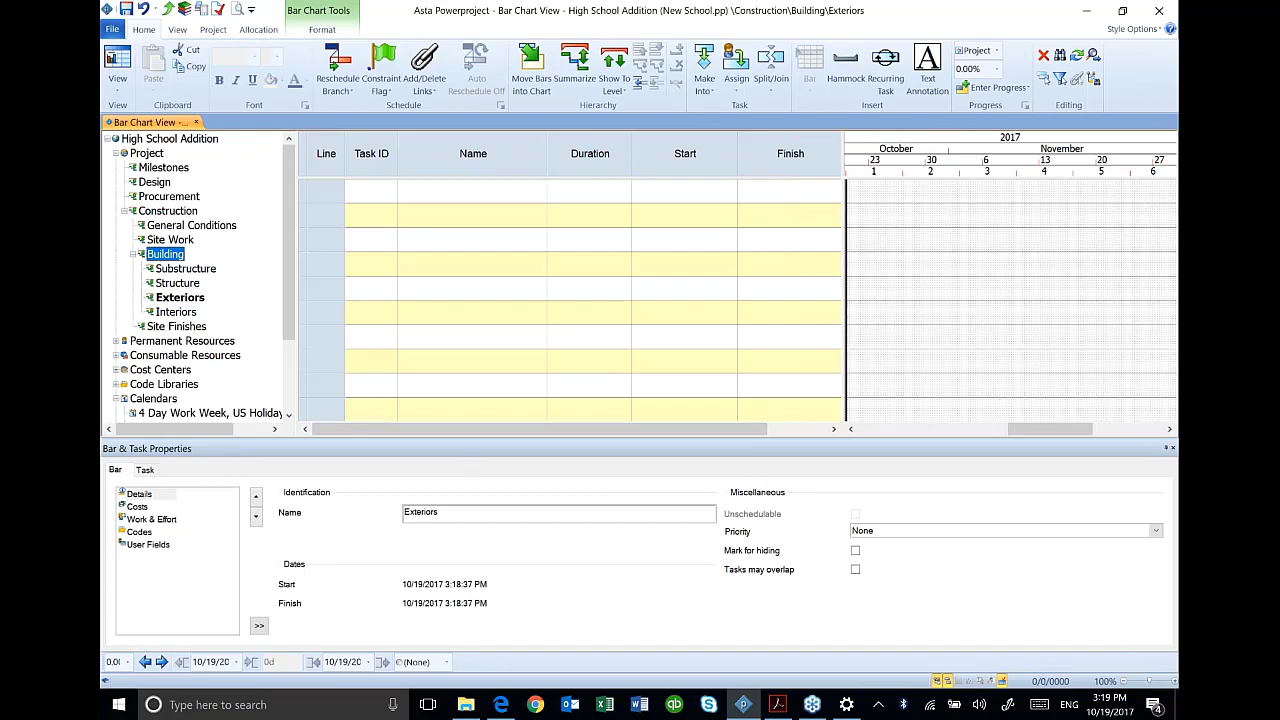 Bar Chart Tools
Asta Powerproject - Bar Chart View - High School Addition (New School.pp) \Construction\Building\Exteriors
File Home View Project Allocation Format Style Options
View Paste Cut Copy
Reschedule Branch Constraint Flag Add/Delete Links Auto Reschedule Off
Move Bars into Chart Summarize Show To Level
Make Into Assign Split/Join
Bar Hammock Recurring Task Text Annotation
Project
0.00%
Enter Progress
View Clipboard Font Schedule Hierarchy Task Insert Progress Editing
Bar Chart View -...
High School Addition
Project
Milestones
Design
Procurement
Construction
General Conditions
Site Work
Building
Substructure
Structure
Exteriors
Interiors
Site Finishes
Permanent Resources
Consumable Resources
Cost Centers
Code Libraries
Calendars
4 Day Work Week, US Holiday
Line Task ID Name Duration Start Finish
2017
October November
23 30 6 13 20 27
1 2 3 4 5 6
Bar & Task Properties
Bar Task
Details
Costs
Work & Effort
Codes
User Fields
>>
Identification
Name Exteriors
Dates
Start 10/19/2017 3:18:37 PM
Finish 10/19/2017 3:18:37 PM
Miscellaneous
Unschedulable
Priority None
Mark for hiding
Tasks may overlap
0.0( 10/19/20 0d 10/19/20 (None)
0/0/0000 100%
Type here to search
ENG 3:19 PM
10/19/2017
4